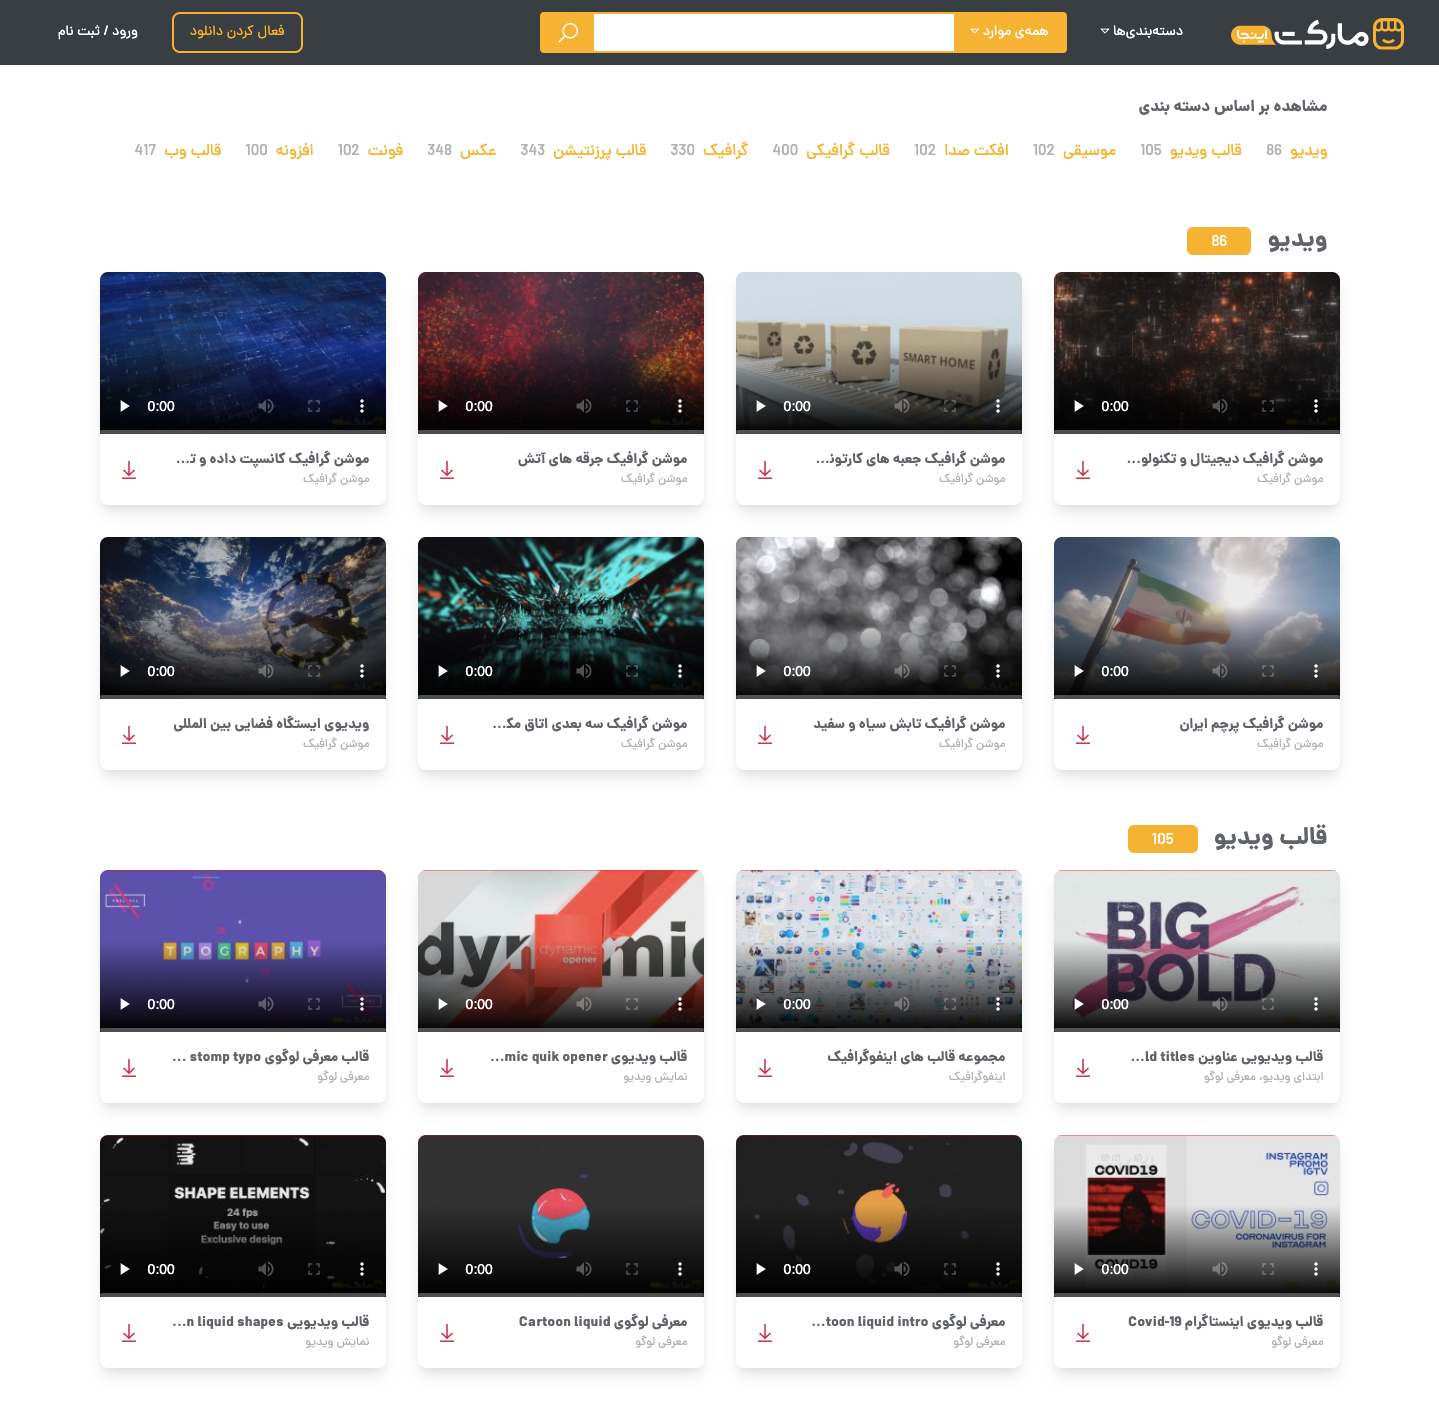 مارکت اینجا
دسته‌بندی‌ها
همه‌ی موارد
فعال کردن دانلود
ورود / ثبت نام
مشاهده بر اساس دسته بندی
ویدیو 86 قالب ویدیو 105 موسیقی 102 افکت صدا 102 قالب گرافیکی 400 گرافیک 330 قالب پرزنتیشن 343 عکس 348 فونت 102 افزونه 100 قالب وب 417
ویدیو 86
SMART HOME
0:00 0:00 0:00 0:00
موشن گرافیک دیجیتال و تکنولو...
موشن گرافیک
موشن گرافیک جعبه های کارتونـ...
موشن گرافیک
موشن گرافیک جرقه های آتش
موشن گرافیک
موشن گرافیک کانسپت داده و تـ...
موشن گرافیک
0:00 0:00 0:00 0:00
موشن گرافیک پرچم ایران
موشن گرافیک
موشن گرافیک تابش سیاه و سفید
موشن گرافیک
موشن گرافیک سه بعدی اتاق مکـ...
موشن گرافیک
ویدیوی ایستگاه فضایی بین المللی
موشن گرافیک
قالب ویدیو 105
BIG
BOLD
dynamic
dynamic
opener
TPOGRAPHY
0:00 0:00 0:00 0:00
قالب ویدیویی عناوین ld titles...
ابتدای ویدیو، معرفی لوگو
مجموعه قالب های اینفوگرافیک
اینفوگرافیک
قالب ویدیوی mic quik opener...
نمایش ویدیو
قالب معرفی لوگوی stomp typo ...
معرفی لوگو
COVID19
COVID19
INSTAGRAM
PROMO
IGTV
COVID-19
CORONAVIRUS FOR
INSTAGRAM
SHAPE ELEMENTS
24 fps
Easy to use
Exclusive design
0:00 0:00 0:00 0:00
قالب ویدیوی اینستاگرام Covid-19
معرفی لوگو
معرفی لوگوی toon liquid intro...
معرفی لوگو
معرفی لوگوی Cartoon liquid
معرفی لوگو
قالب ویدیویی n liquid shapes...
نمایش ویدیو